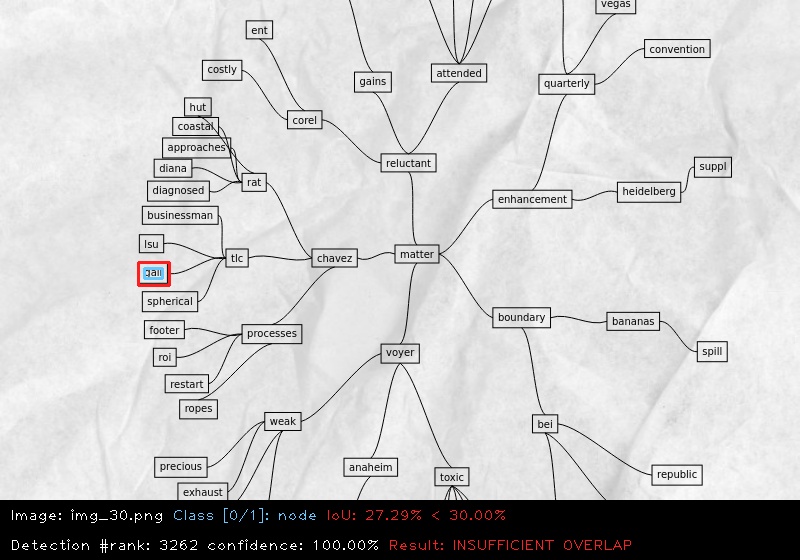 vegas
ent
convention
costly
gains
attended
quarterly
hut
coastal
corel
approaches
reluctant
diana
suppl
rat
diagnosed
heidelberg
enhancement
businessman
lsu
tlc
chavez
matter
spherical
boundary
bananas
footer
processes
roi
voyer
spill
restart
ropes
weak
bei
precious
anaheim
toxic
republic
exhaust
Image: img_30.png Class [0/1]: node IoU: 27.29% < 30.00%
Detection #rank: 3262 confidence: 100.00% Result: INSUFFICIENT OVERLAP